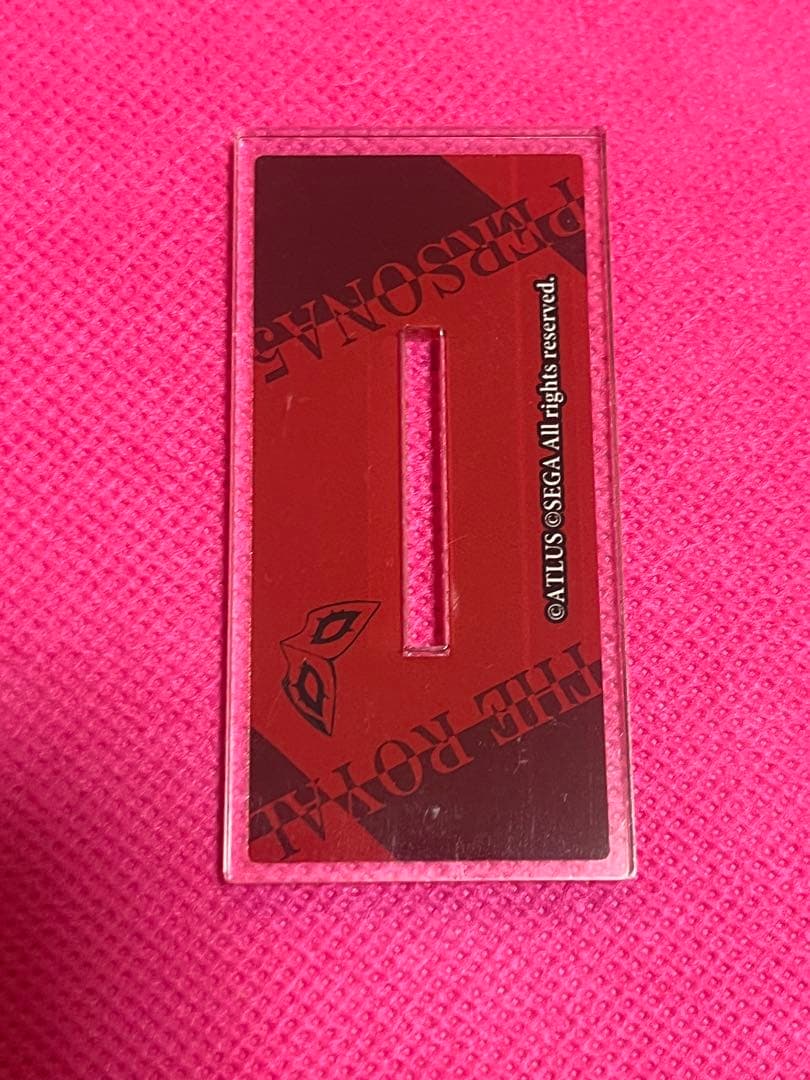 PERSONA5
THE ROYAL
©ATLUS ©SEGA All rights reserved.